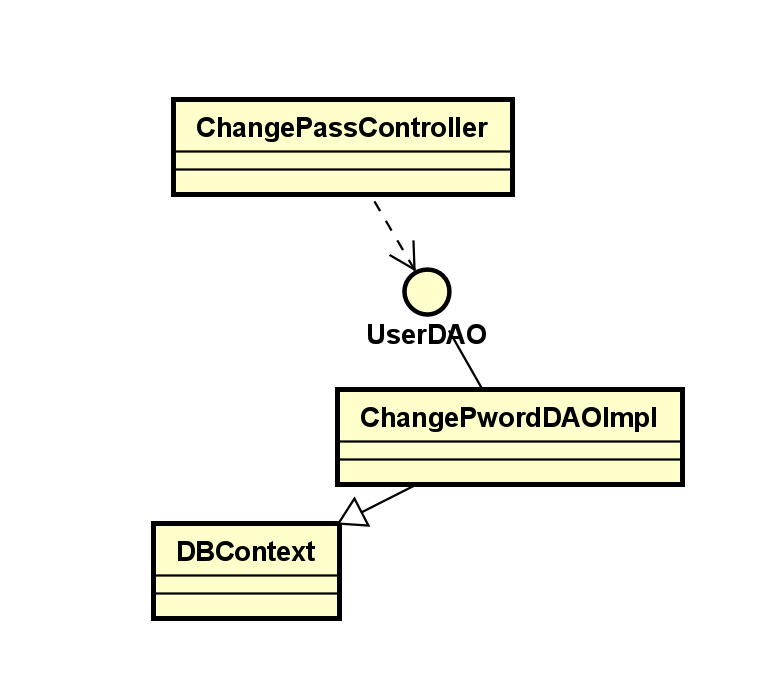 ChangePassController
UserDAO
ChangePwordDAOImpl
DBContext